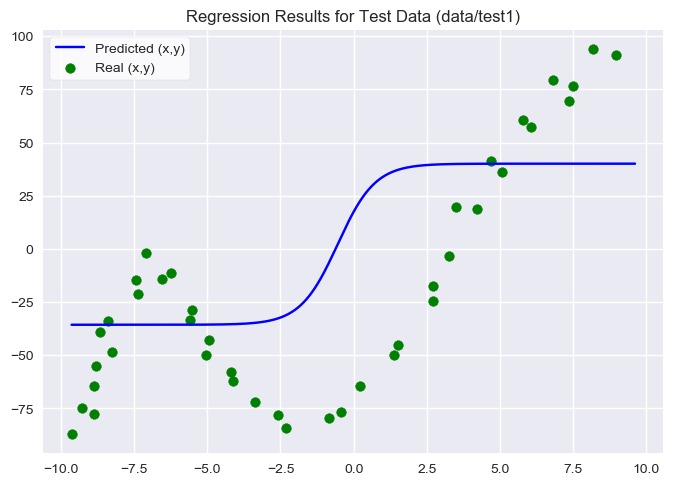 Regression Results for Test Data (data/test1)
Predicted (x,y)
Real (x,y)
100
75
50
25
0
−25
−50
−75
−10.0 −7.5 −5.0 −2.5 0.0 2.5 5.0 7.5 10.0